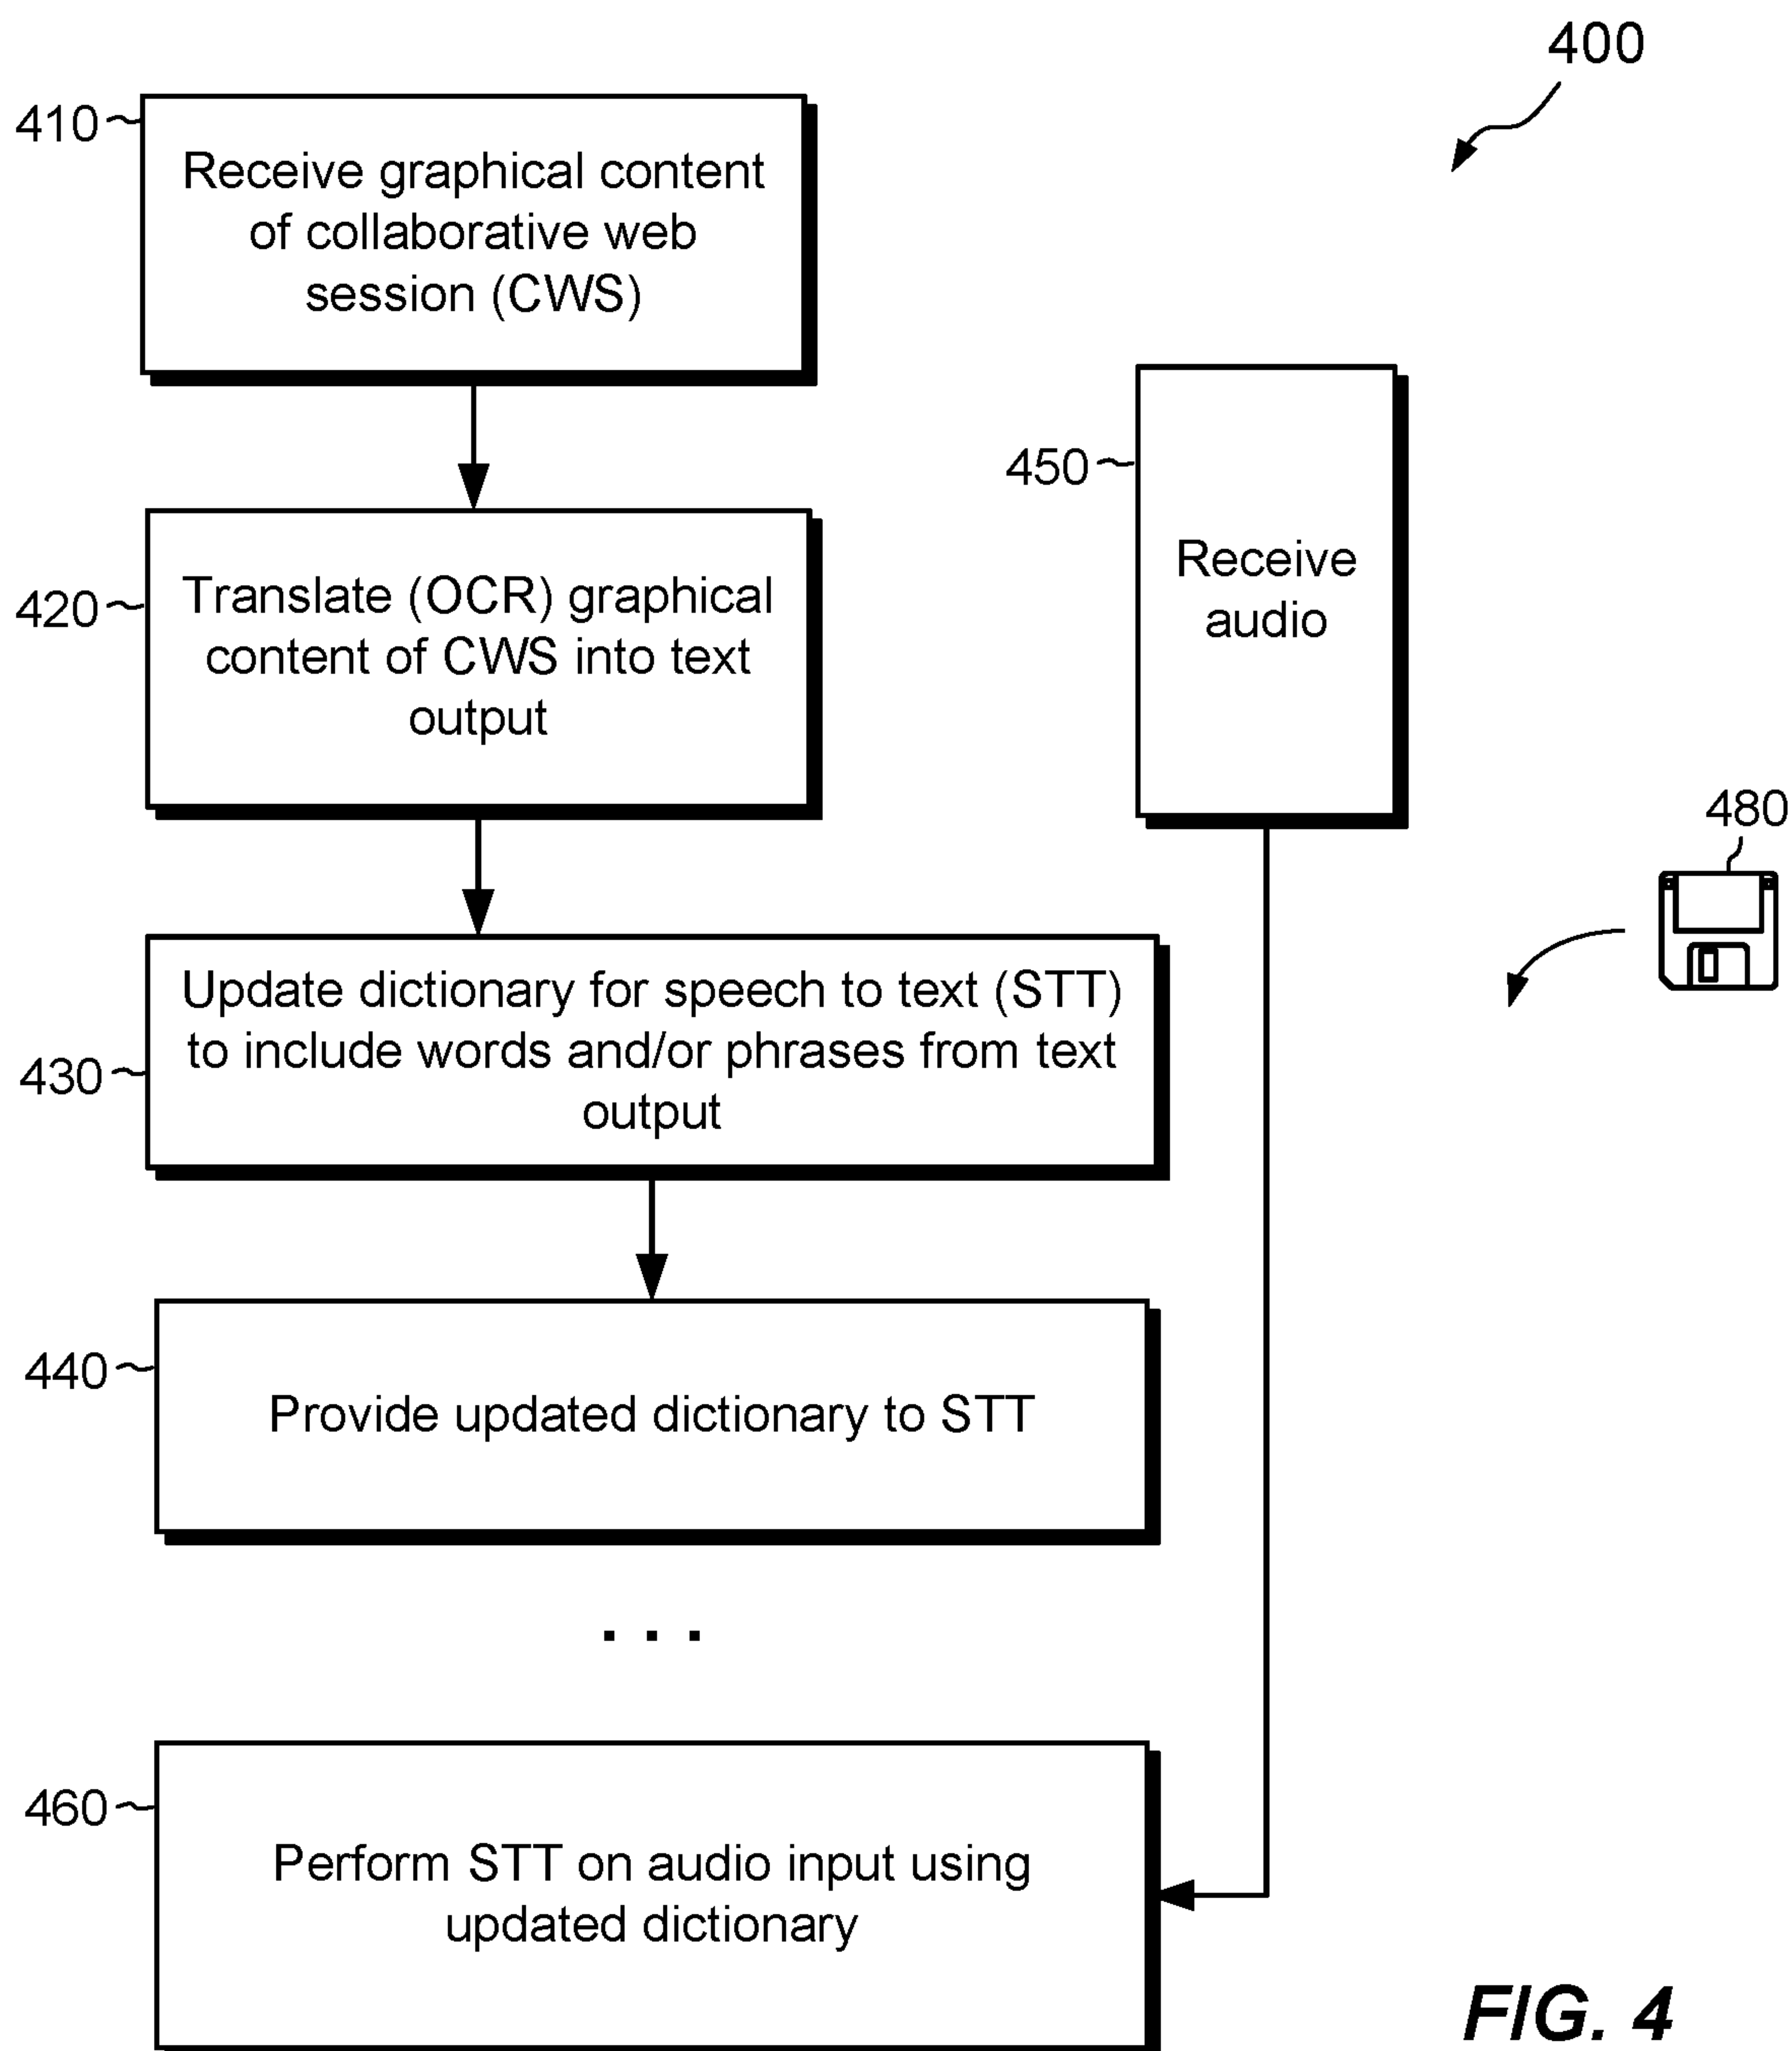 400
410
Receive graphical content
of collaborative web
session (CWS)
450
Receive
audio
420
Translate (OCR) graphical
content of CWS into text
output
480
430
Update dictionary for speech to text (STT)
to include words and/or phrases from text
output
440
Provide updated dictionary to STT
. . .
460
Perform STT on audio input using
updated dictionary
FIG. 4